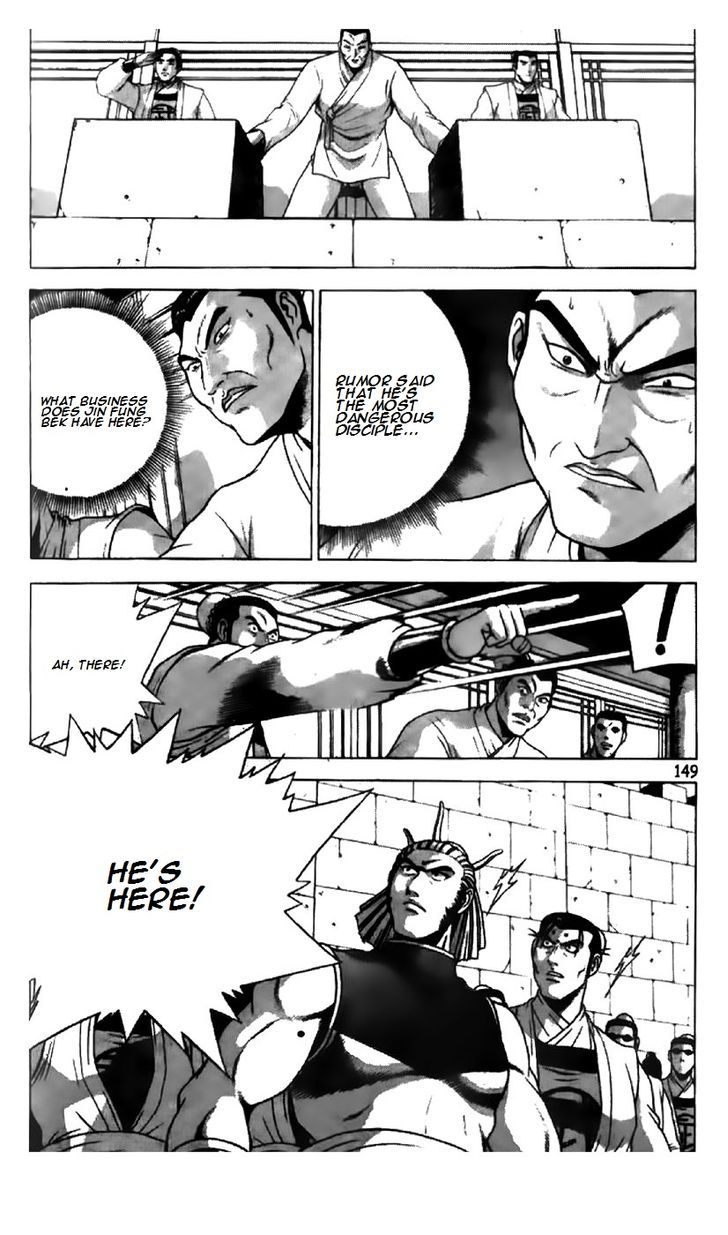 WHAT BUSINESS
DOES JIN FUNG
BEK HAVE HERE?
RUMOR SAID
THAT HE'S
THE MOST
DANGEROUS
DISCIPLE...
AH, THERE!
!
149
HE'S
HERE!